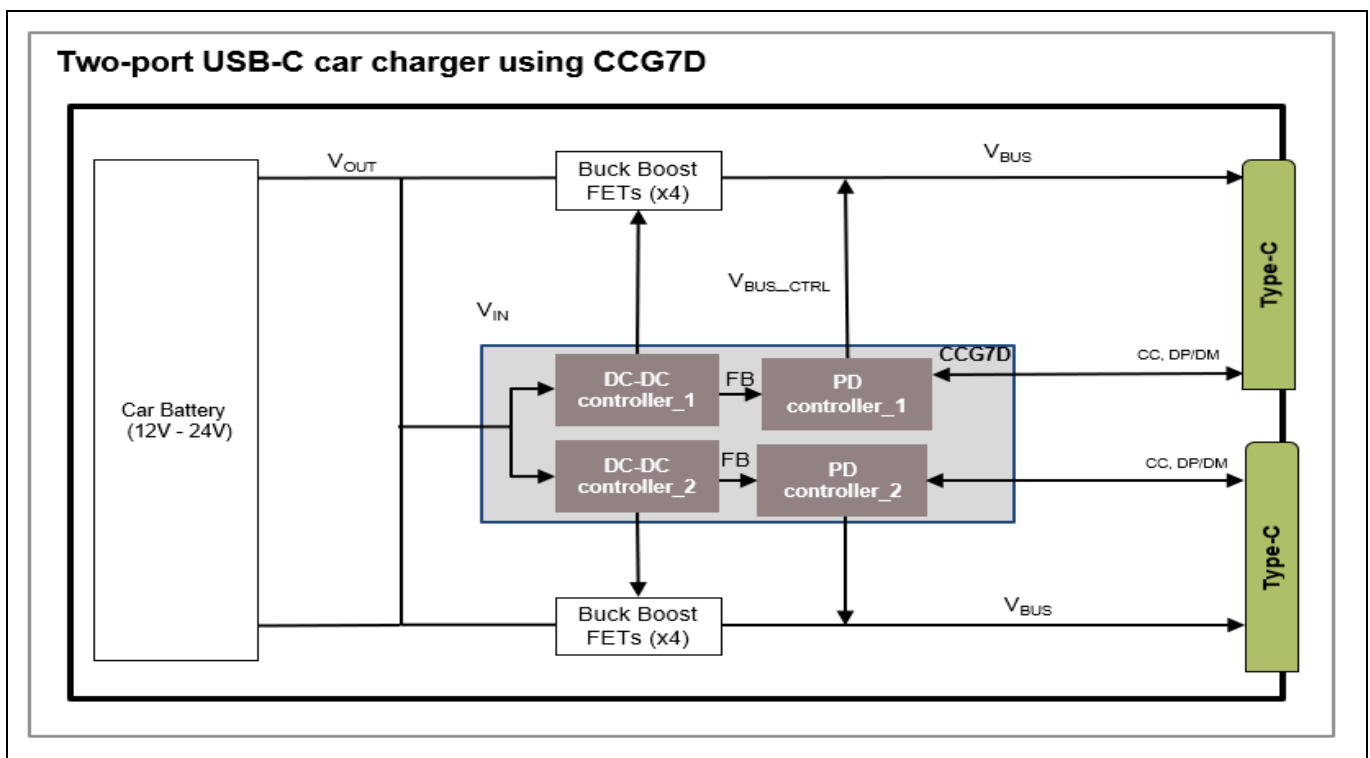 Two-port USB-C car charger using CCG7D
VOUT
Buck Boost
FETs (x4)
VBUS
Type-C
VBUS_CTRL
VIN
CCG7D
CC, DP/DM
DC-DC
controller_1
FB
PD
controller_1
Car Battery
(12V - 24V)
DC-DC
controller_2
FB
PD
controller_2
CC, DP/DM
Type-C
Buck Boost
FETs (x4)
VBUS